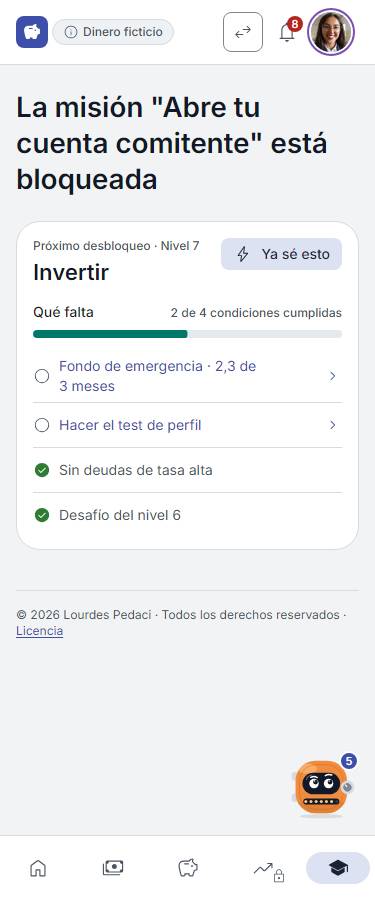 Dinero ficticio
8
La misión "Abre tu
cuenta comitente" está
bloqueada
Próximo desbloqueo · Nivel 7
Invertir
Ya sé esto
Qué falta
2 de 4 condiciones cumplidas
Fondo de emergencia · 2,3 de
3 meses
Hacer el test de perfil
Sin deudas de tasa alta
Desafío del nivel 6
© 2026 Lourdes Pedaci · Todos los derechos reservados ·
Licencia
5